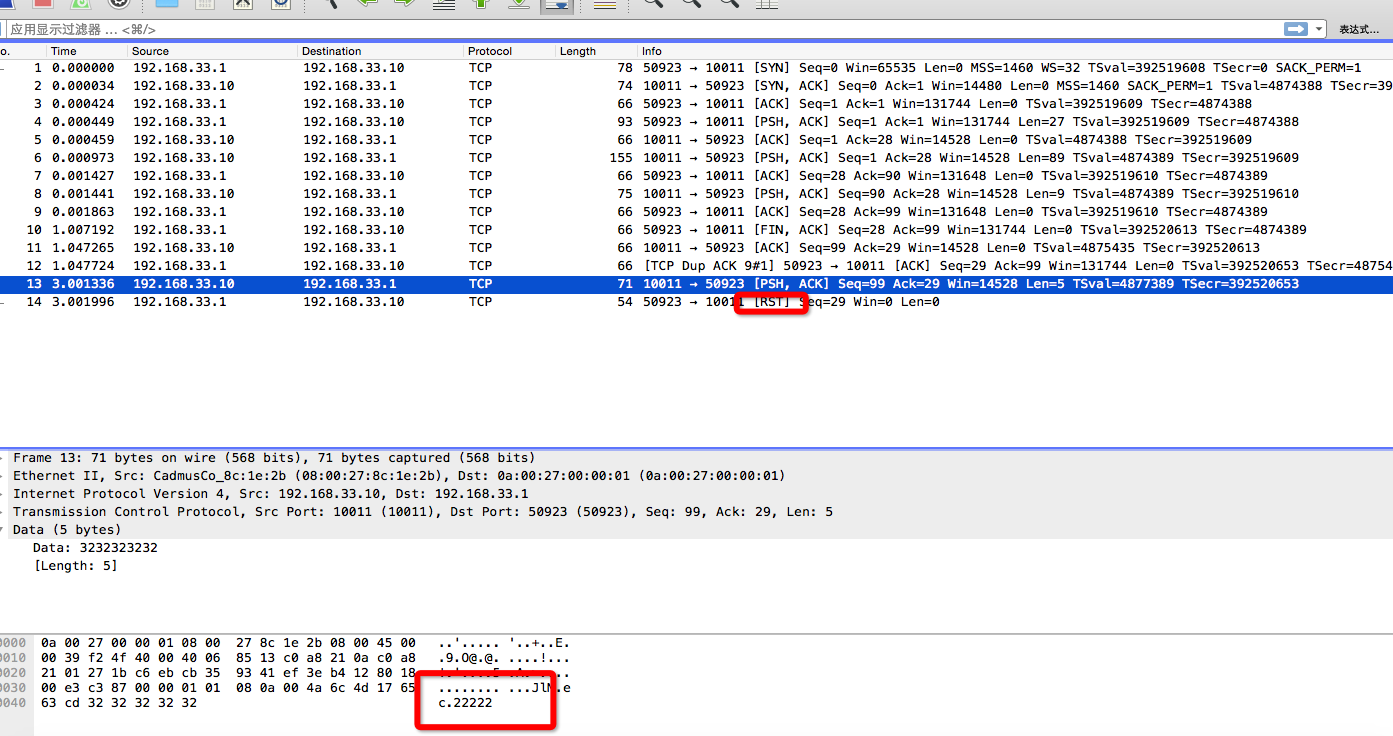 应用显示过滤器 … <⌘/> 表达式…
o. Time Source Destination Protocol Length Info
1 0.000000 192.168.33.1 192.168.33.10 TCP 78 50923 → 10011 [SYN] Seq=0 Win=65535 Len=0 MSS=1460 WS=32 TSval=392519608 TSecr=0 SACK_PERM=1
2 0.000034 192.168.33.10 192.168.33.1 TCP 74 10011 → 50923 [SYN, ACK] Seq=0 Ack=1 Win=14480 Len=0 MSS=1460 SACK_PERM=1 TSval=4874388 TSecr=39
3 0.000424 192.168.33.1 192.168.33.10 TCP 66 50923 → 10011 [ACK] Seq=1 Ack=1 Win=131744 Len=0 TSval=392519609 TSecr=4874388
4 0.000449 192.168.33.1 192.168.33.10 TCP 93 50923 → 10011 [PSH, ACK] Seq=1 Ack=1 Win=131744 Len=27 TSval=392519609 TSecr=4874388
5 0.000459 192.168.33.10 192.168.33.1 TCP 66 10011 → 50923 [ACK] Seq=1 Ack=28 Win=14528 Len=0 TSval=4874388 TSecr=392519609
6 0.000973 192.168.33.10 192.168.33.1 TCP 155 10011 → 50923 [PSH, ACK] Seq=1 Ack=28 Win=14528 Len=89 TSval=4874389 TSecr=392519609
7 0.001427 192.168.33.1 192.168.33.10 TCP 66 50923 → 10011 [ACK] Seq=28 Ack=90 Win=131648 Len=0 TSval=392519610 TSecr=4874389
8 0.001441 192.168.33.10 192.168.33.1 TCP 75 10011 → 50923 [PSH, ACK] Seq=90 Ack=28 Win=14528 Len=9 TSval=4874389 TSecr=392519610
9 0.001863 192.168.33.1 192.168.33.10 TCP 66 50923 → 10011 [ACK] Seq=28 Ack=99 Win=131648 Len=0 TSval=392519610 TSecr=4874389
10 1.007192 192.168.33.1 192.168.33.10 TCP 66 50923 → 10011 [FIN, ACK] Seq=28 Ack=99 Win=131744 Len=0 TSval=392520613 TSecr=4874389
11 1.047265 192.168.33.10 192.168.33.1 TCP 66 10011 → 50923 [ACK] Seq=99 Ack=29 Win=14528 Len=0 TSval=4875435 TSecr=392520613
12 1.047724 192.168.33.1 192.168.33.10 TCP 66 [TCP Dup ACK 9#1] 50923 → 10011 [ACK] Seq=29 Ack=99 Win=131744 Len=0 TSval=392520653 TSecr=48754
13 3.001336 192.168.33.10 192.168.33.1 TCP 71 10011 → 50923 [PSH, ACK] Seq=99 Ack=29 Win=14528 Len=5 TSval=4877389 TSecr=392520653
14 3.001996 192.168.33.1 192.168.33.10 TCP 54 50923 → 10011 [RST] Seq=29 Win=0 Len=0
Frame 13: 71 bytes on wire (568 bits), 71 bytes captured (568 bits)
Ethernet II, Src: CadmusCo_8c:1e:2b (08:00:27:8c:1e:2b), Dst: 0a:00:27:00:00:01 (0a:00:27:00:00:01)
Internet Protocol Version 4, Src: 192.168.33.10, Dst: 192.168.33.1
Transmission Control Protocol, Src Port: 10011 (10011), Dst Port: 50923 (50923), Seq: 99, Ack: 29, Len: 5
Data (5 bytes)
Data: 3232323232
[Length: 5]
0000 0a 00 27 00 00 01 08 00 27 8c 1e 2b 08 00 45 00 ..'..... '..+..E.
0010 00 39 f2 4f 40 00 40 06 85 13 c0 a8 21 0a c0 a8 .9.O@.@. ....!...
0020 21 01 27 1b c6 eb cb 35 93 41 ef 3e b4 12 80 18
0030 00 e3 c3 87 00 00 01 01 08 0a 00 4a 6c 4d 17 65 ........ ...JlM.e
0040 63 cd 32 32 32 32 32 c.22222